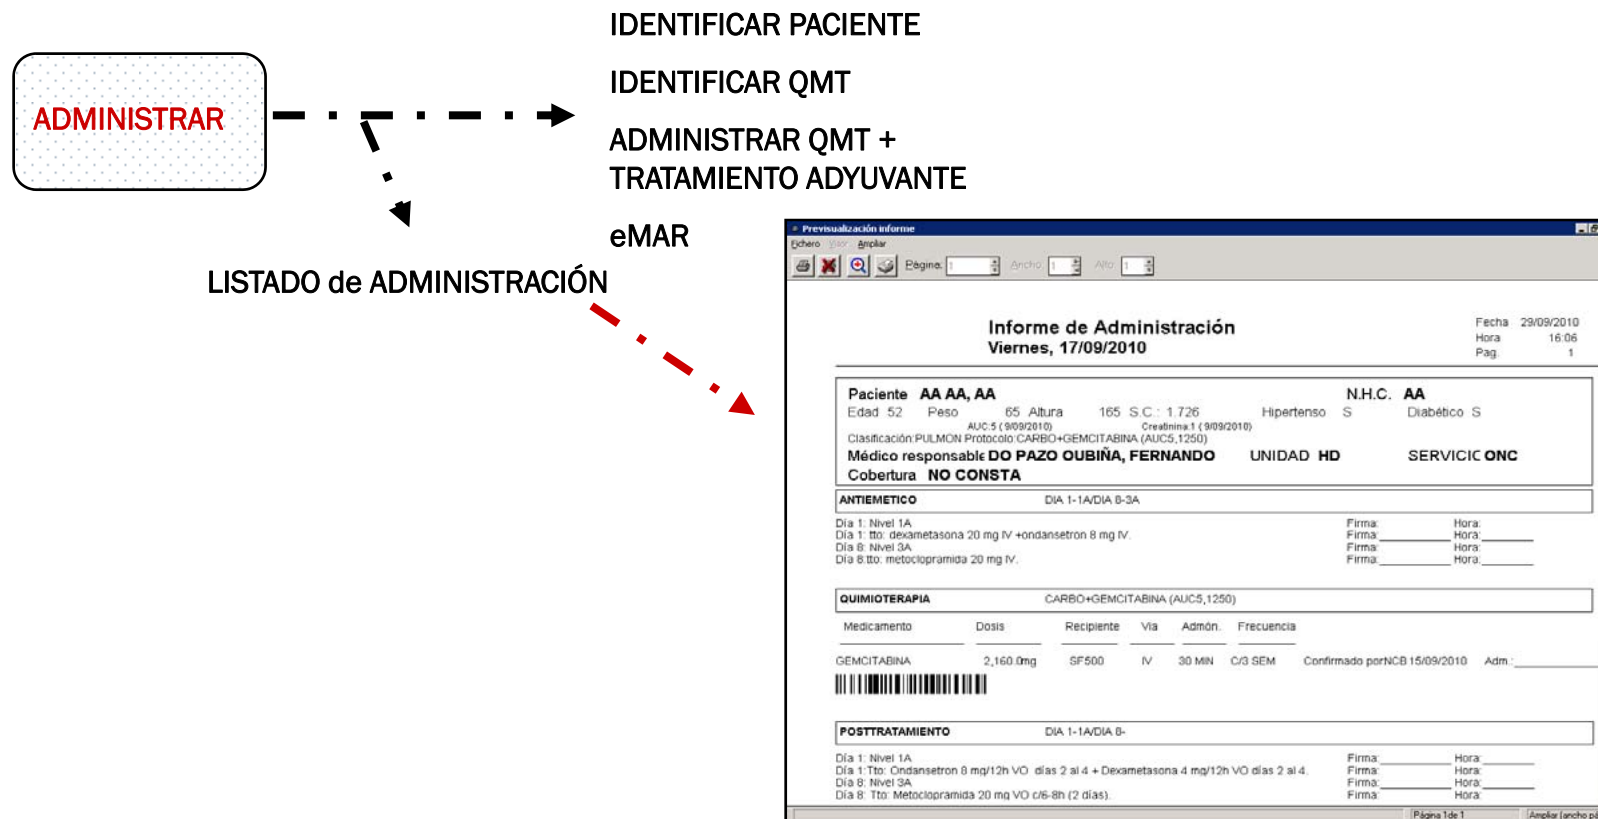 IDENTIFICAR PACIENTE
IDENTIFICAR QMT
ADMINISTRAR
ADMINISTRAR QMT +
TRATAMIENTO ADYUVANTE
eMAR
LISTADO de ADMINISTRACIÓN
Previsualización informe
Fichero Valor Ampliar
Página: 1 Ancho: 1 Alto: 1
Informe de Administración
Viernes, 17/09/2010
Fecha 29/09/2010
Hora 16:06
Pag. 1
Paciente AA AA, AA N.H.C. AA
Edad 52 Peso 65 Altura 165 S.C.: 1.726 Hipertenso S Diabético S
AUC:5 ( 9/09/2010) Creatinina:1 ( 9/09/2010)
Clasificación:PULMON Protocolo:CARBO+GEMCITABINA (AUC5,1250)
Médico responsable DO PAZO OUBIÑA, FERNANDO UNIDAD HD SERVICIC ONC
Cobertura NO CONSTA
ANTIEMETICO DIA 1-1A/DIA 8-3A
Día 1: Nivel 1A Firma: Hora:
Día 1: tto: dexametasona 20 mg IV +ondansetron 8 mg IV. Firma: Hora:
Día 8: Nivel 3A Firma: Hora:
Día 8:tto: metoclopramida 20 mg IV. Firma: Hora:
QUIMIOTERAPIA CARBO+GEMCITABINA (AUC5,1250)
Medicamento Dosis Recipiente Via Admón. Frecuencia
GEMCITABINA 2,160.0mg SF500 IV 30 MIN C/3 SEM Confirmado porNCB 15/09/2010 Adm.:
POSTTRATAMIENTO DIA 1-1A/DIA 8-
Día 1: Nivel 1A Firma: Hora:
Día 1:Tto: Ondansetron 8 mg/12h VO días 2 al 4 + Dexametasona 4 mg/12h VO días 2 al 4. Firma: Hora:
Día 8: Nivel 3A Firma: Hora:
Día 8: Tto: Metoclopramida 20 mg VO c/6-8h (2 días). Firma: Hora:
Página 1 de 1 Ampliar (ancho pá